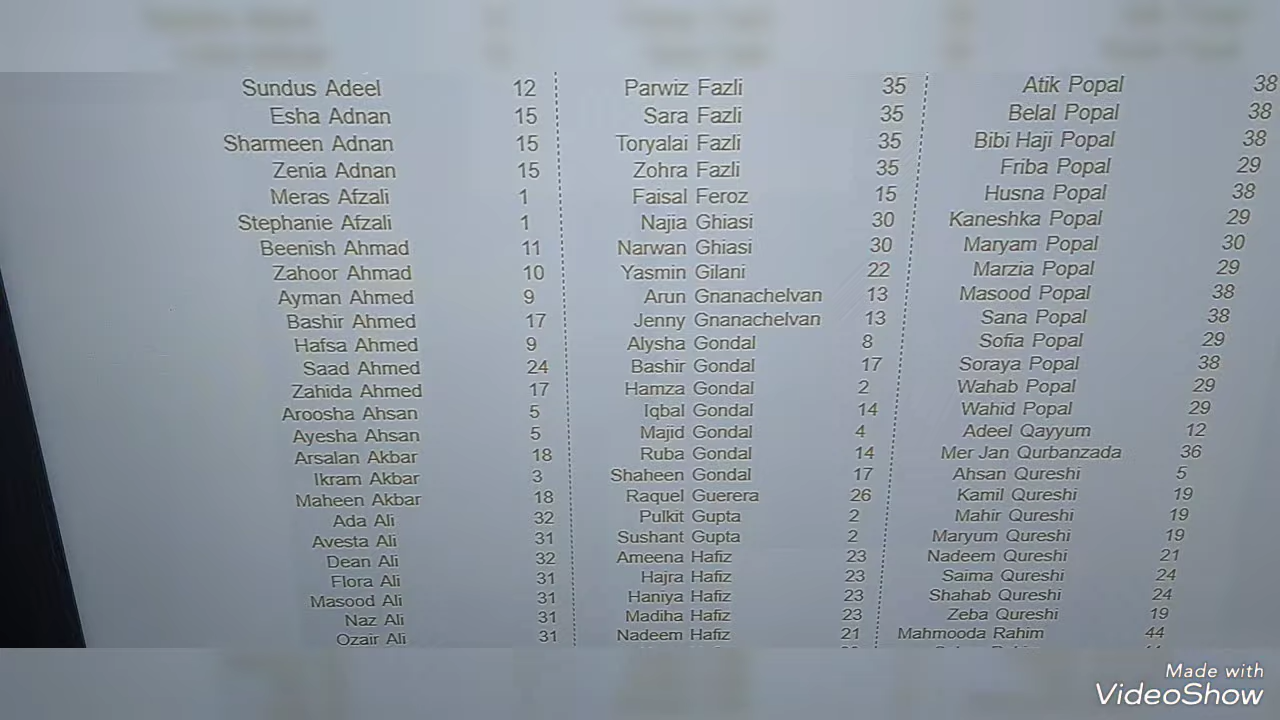 Sundus Adeel 12
Esha Adnan 15
Sharmeen Adnan 15
Zenia Adnan 15
Meras Afzali 1
Stephanie Afzali 1
Beenish Ahmad 11
Zahoor Ahmad 10
Ayman Ahmed 9
Bashir Ahmed 17
Hafsa Ahmed 9
Saad Ahmed 24
Zahida Ahmed 17
Aroosha Ahsan 5
Ayesha Ahsan 5
Arsalan Akbar 18
Ikram Akbar 3
Maheen Akbar 18
Ada Ali 32
Avesta Ali 31
Dean Ali 32
Flora Ali 31
Masood Ali 31
Naz Ali 31
Ozair Ali 31
Parwiz Fazli 35
Sara Fazli 35
Toryalai Fazli 35
Zohra Fazli 35
Faisal Feroz 15
Najia Ghiasi 30
Narwan Ghiasi 30
Yasmin Gilani 22
Arun Gnanachelvan 13
Jenny Gnanachelvan 13
Alysha Gondal 8
Bashir Gondal 17
Hamza Gondal 2
Iqbal Gondal 14
Majid Gondal 4
Ruba Gondal 14
Shaheen Gondal 17
Raquel Guerera 26
Pulkit Gupta 2
Sushant Gupta 2
Ameena Hafiz 23
Hajra Hafiz 23
Haniya Hafiz 23
Madiha Hafiz 23
Nadeem Hafiz 21
Atik Popal 38
Belal Popal 38
Bibi Haji Popal 38
Friba Popal 29
Husna Popal 38
Kaneshka Popal 29
Maryam Popal 30
Marzia Popal 29
Masood Popal 38
Sana Popal 38
Sofia Popal 29
Soraya Popal 38
Wahab Popal 29
Wahid Popal 29
Adeel Qayyum 12
Mer Jan Qurbanzada 36
Ahsan Qureshi 5
Kamil Qureshi 19
Mahir Qureshi 19
Maryum Qureshi 19
Nadeem Qureshi 21
Saima Qureshi 24
Shahab Qureshi 24
Zeba Qureshi 19
Mahmooda Rahim 44
Made with
VideoShow